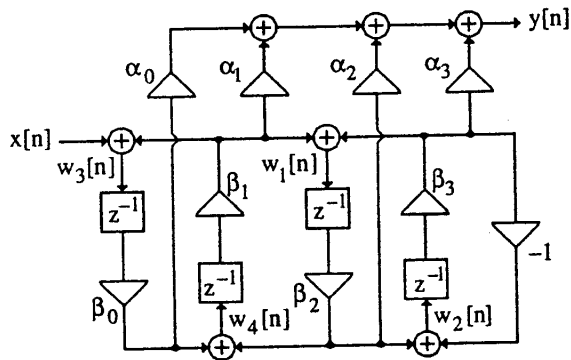 y[n]
α₀ α₁ α₂ α₃
x[n]
w₃[n] w₁[n]
β₁ β₃
z⁻¹ z⁻¹
-1
z⁻¹ z⁻¹
β₀ β₂
w₄[n] w₂[n]